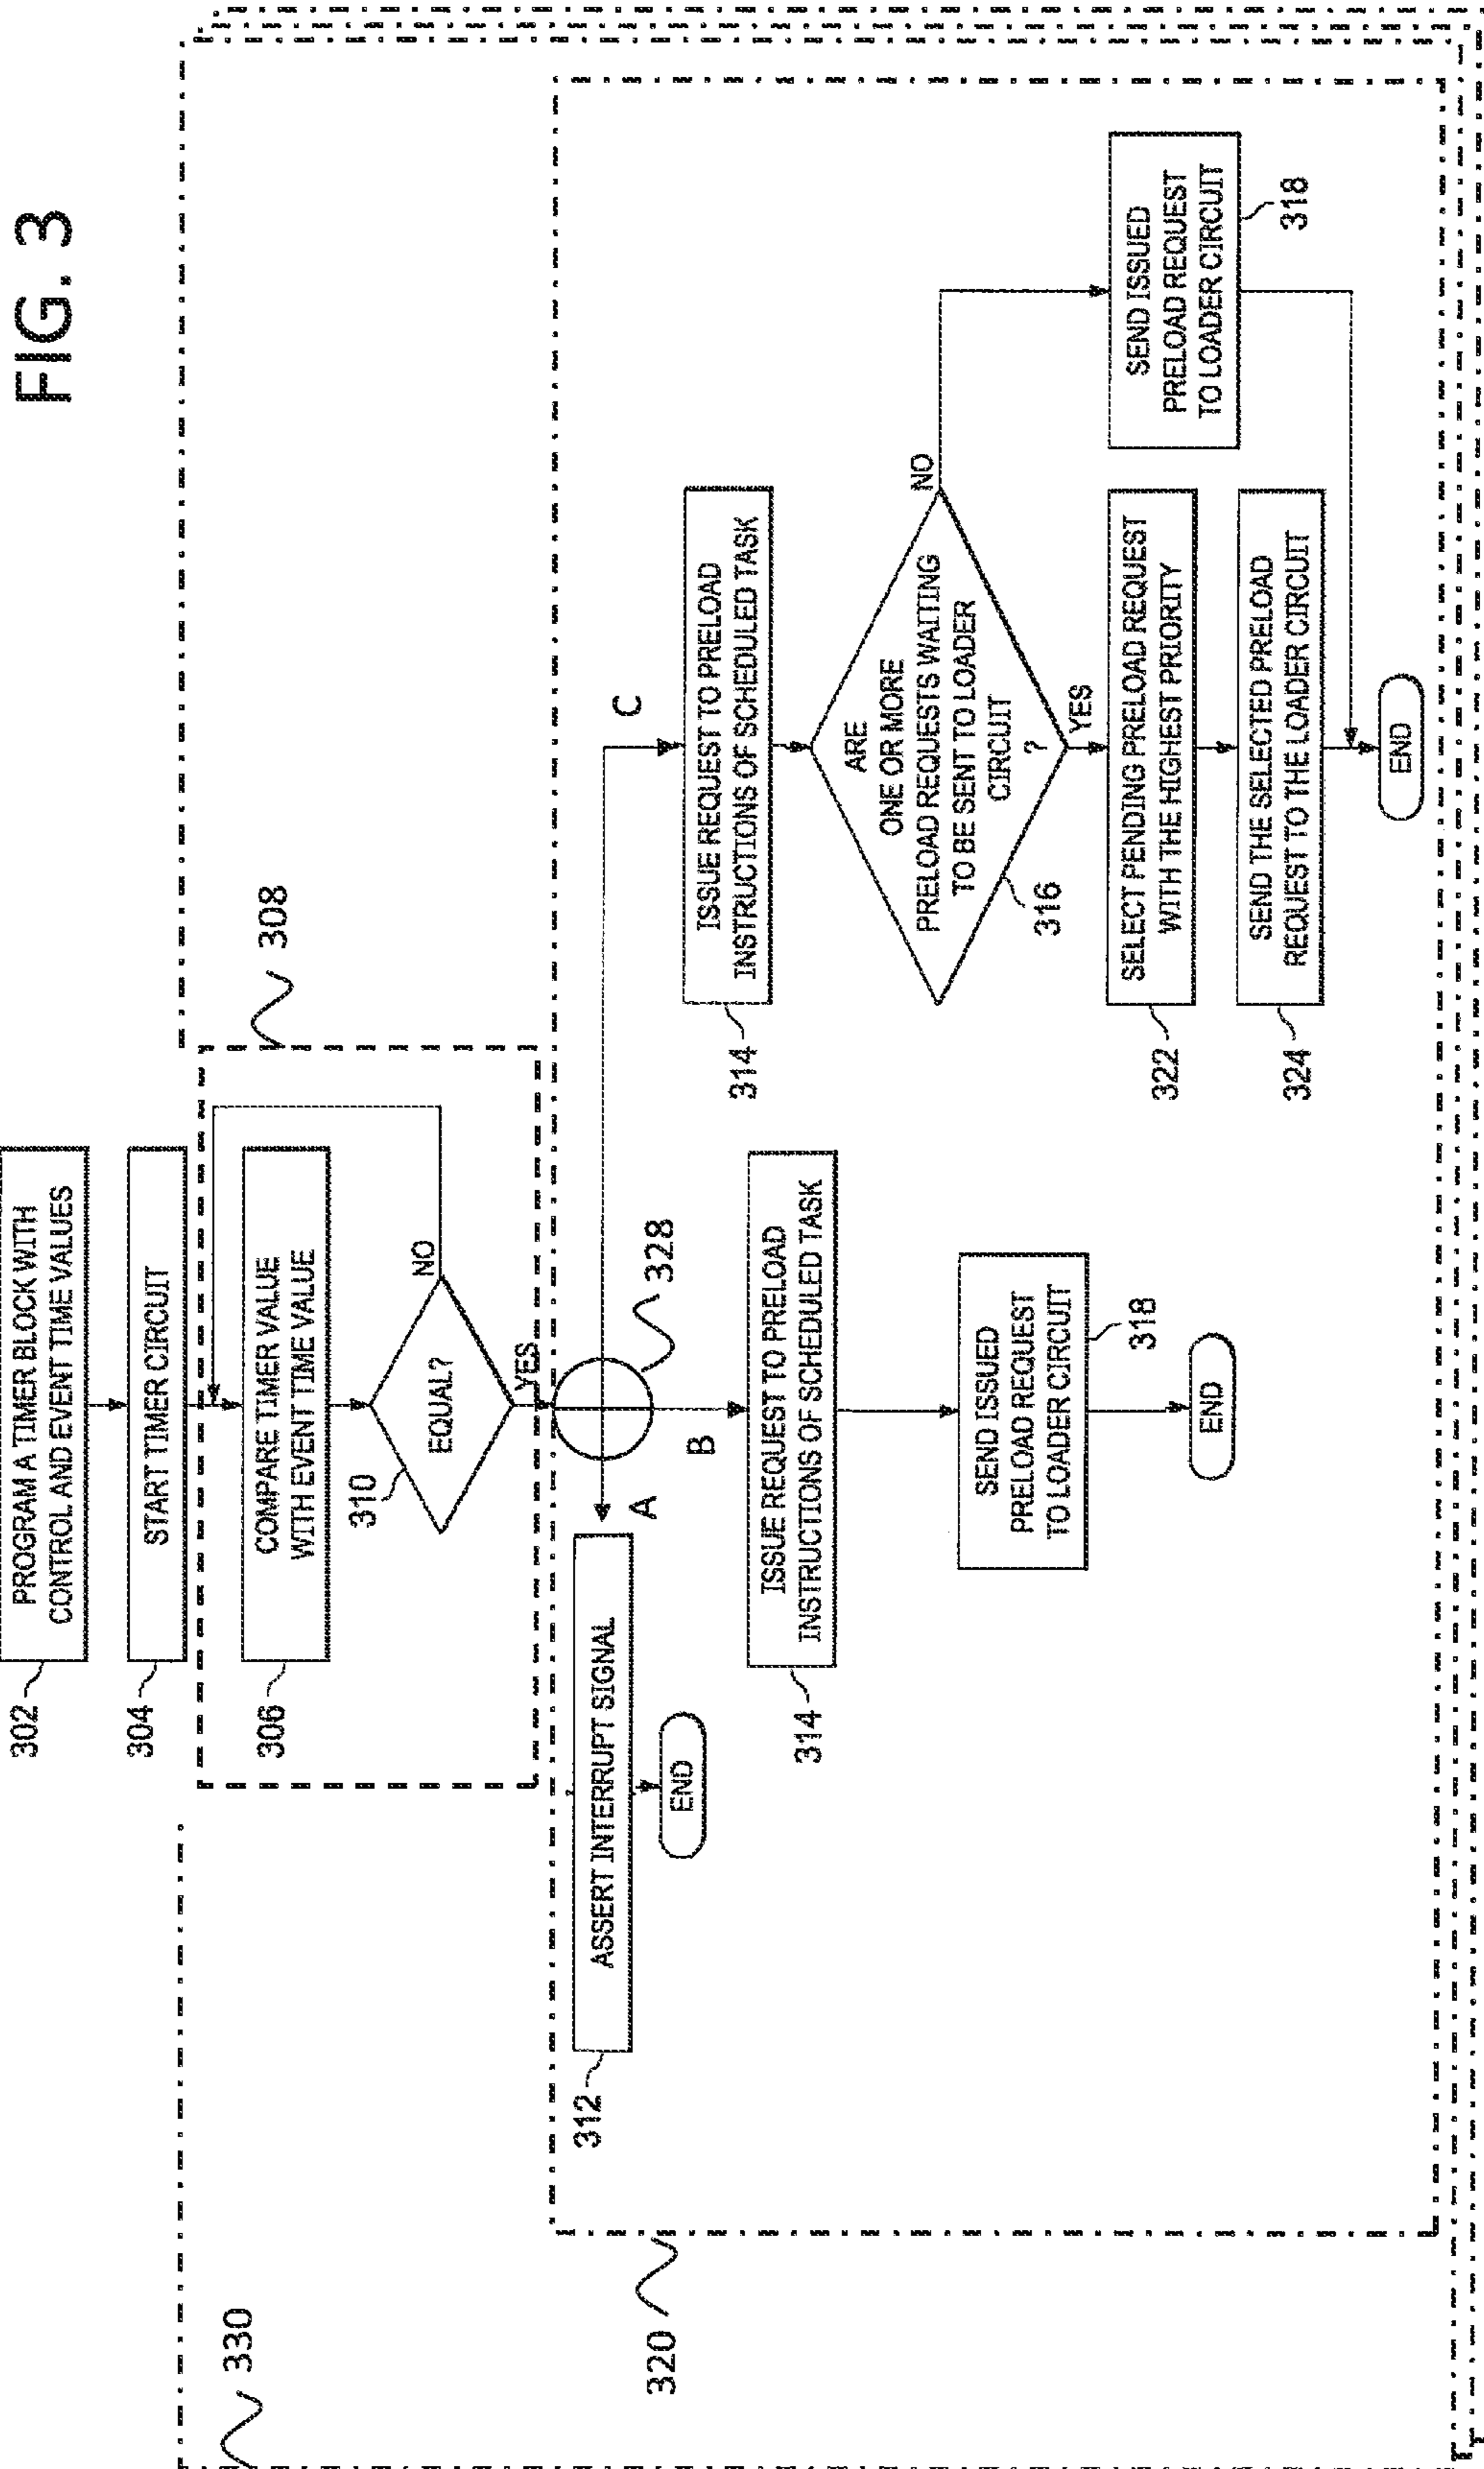 FIG. 3
PROGRAM A TIMER BLOCK WITH
CONTROL AND EVENT TIME VALUES
302
START TIMER CIRCUIT
304
308
COMPARE TIMER VALUE
WITH EVENT TIME VALUE
306
310
EQUAL?
NO
YES
330
328
A
B
C
320
ASSERT INTERRUPT SIGNAL
312
END
ISSUE REQUEST TO PRELOAD
INSTRUCTIONS OF SCHEDULED TASK
314
SEND ISSUED
PRELOAD REQUEST
TO LOADER CIRCUIT
318
END
ISSUE REQUEST TO PRELOAD
INSTRUCTIONS OF SCHEDULED TASK
314
ARE
ONE OR MORE
PRELOAD REQUESTS WAITING
TO BE SENT TO LOADER
CIRCUIT
?
316
NO
YES
SEND ISSUED
PRELOAD REQUEST
TO LOADER CIRCUIT
318
SELECT PENDING PRELOAD REQUEST
WITH THE HIGHEST PRIORITY
322
SEND THE SELECTED PRELOAD
REQUEST TO THE LOADER CIRCUIT
324
END